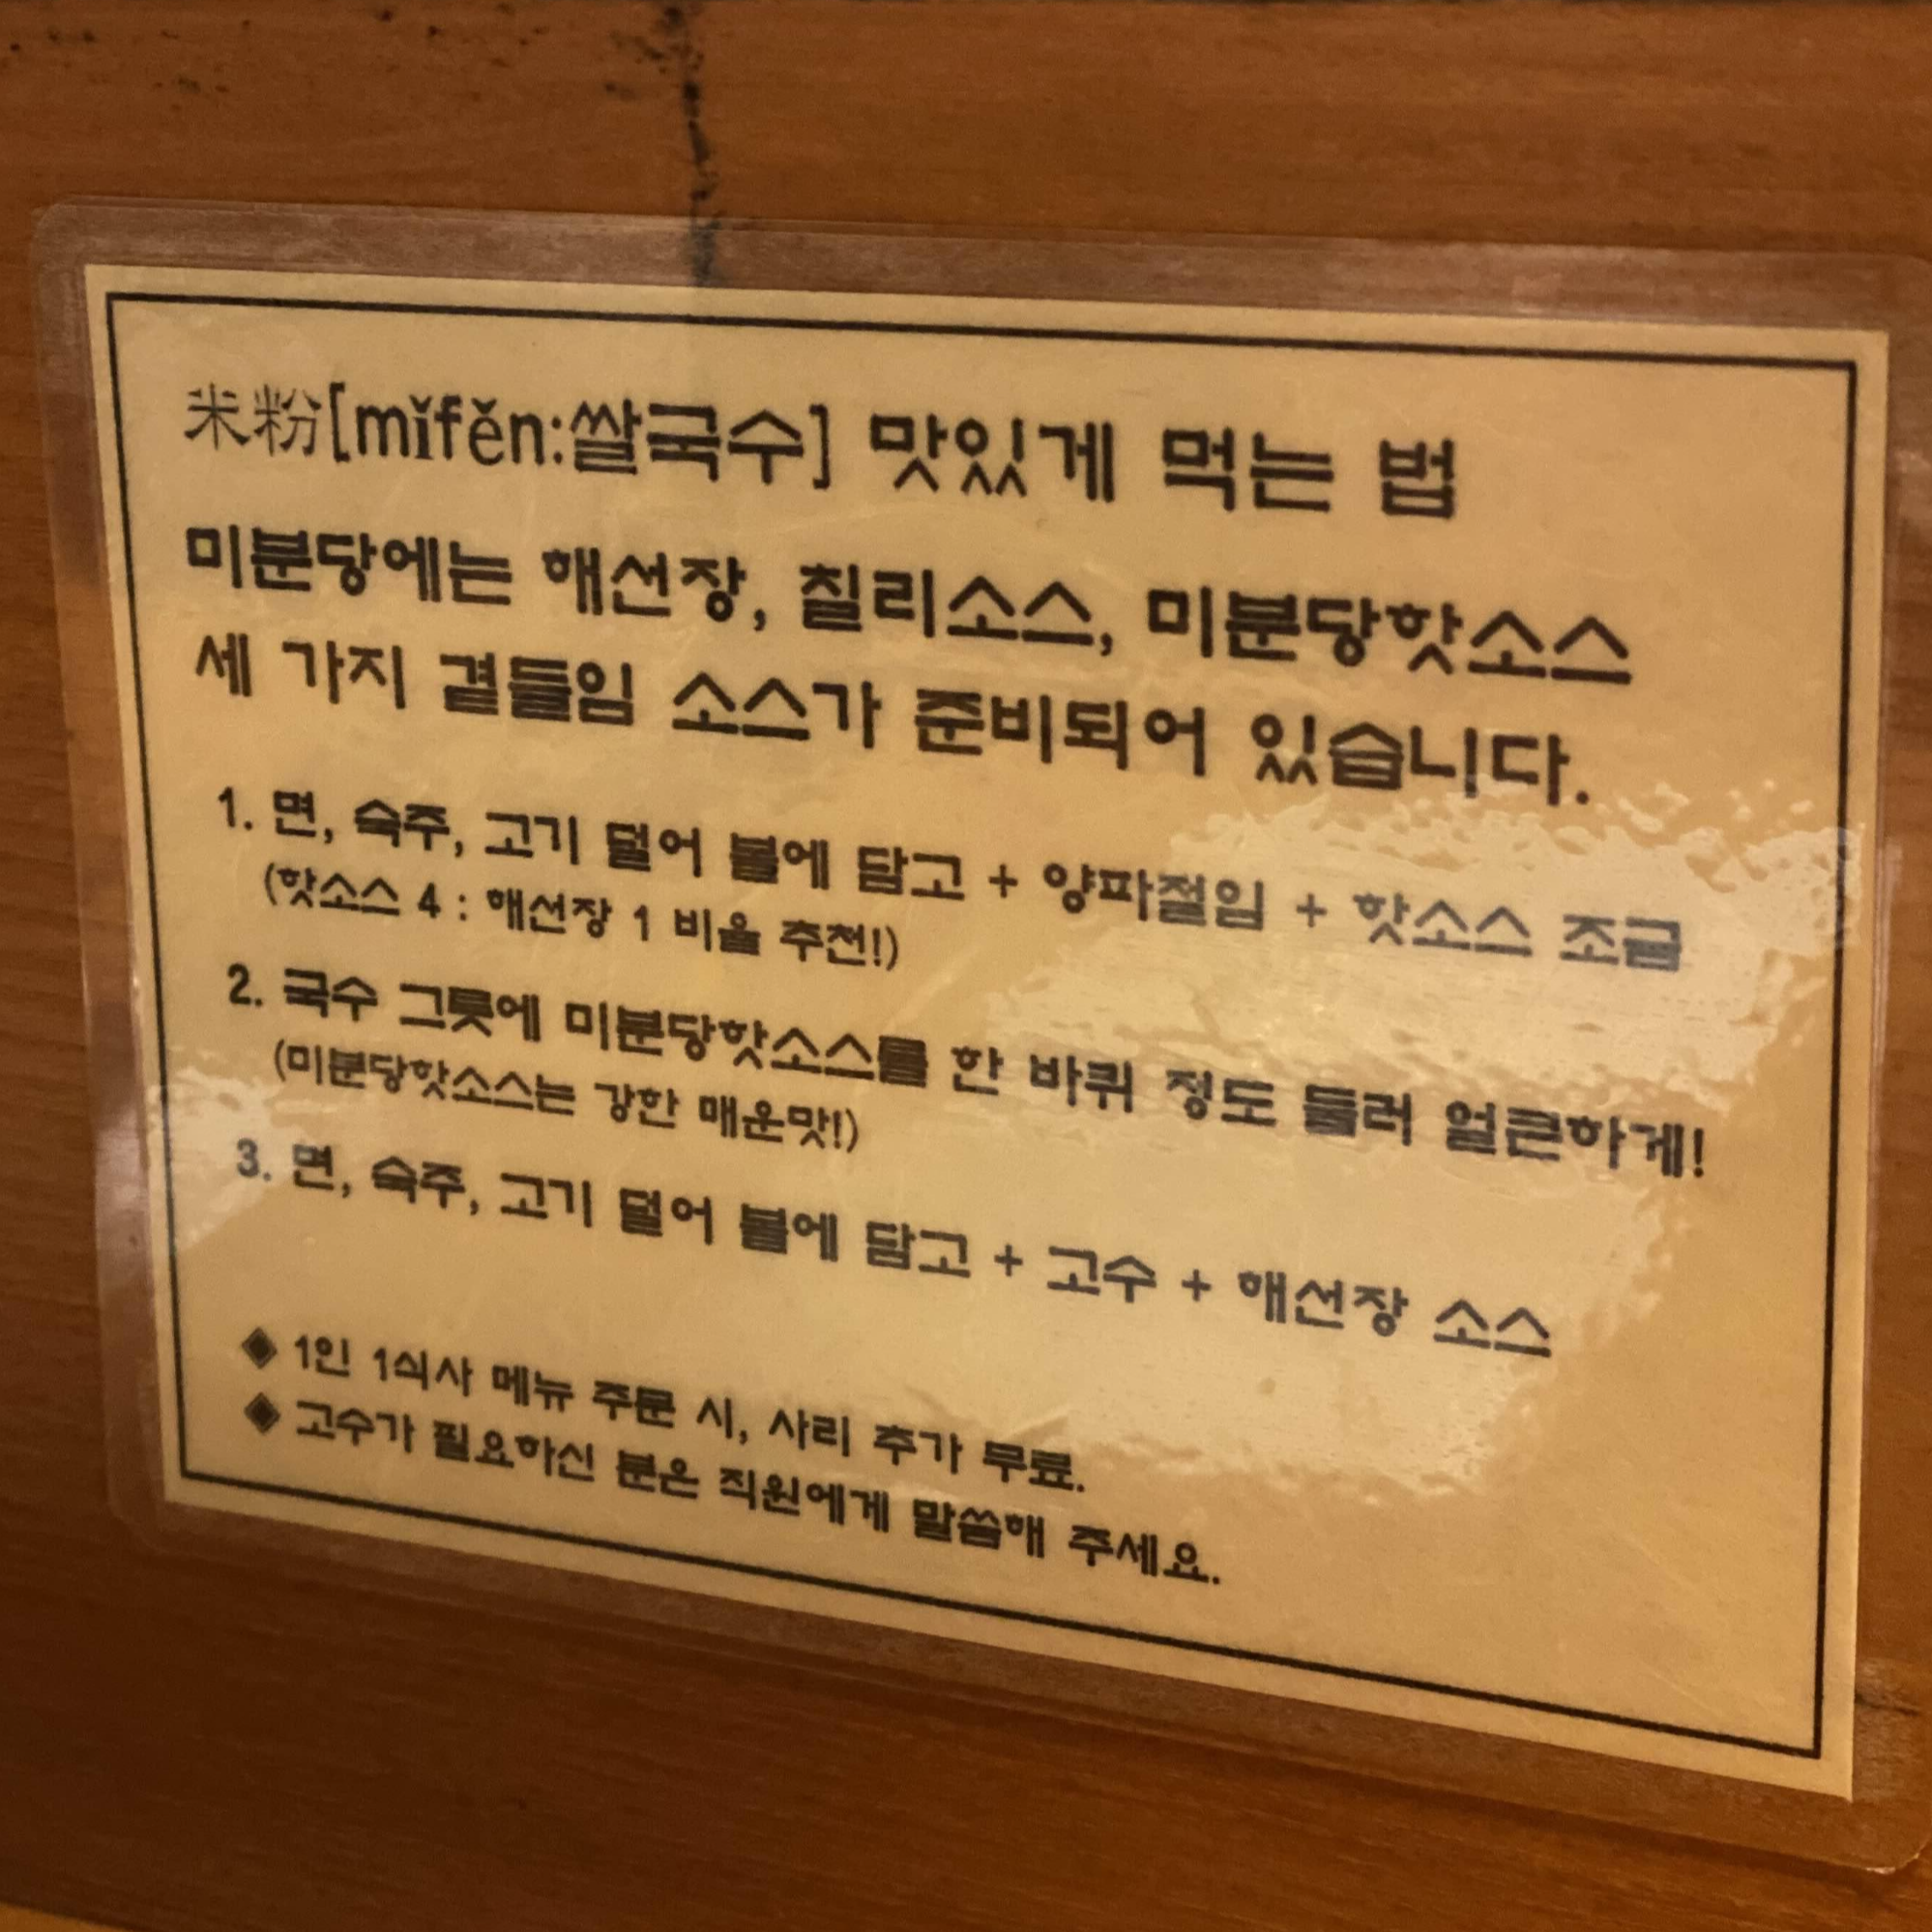 米粉[mǐfěn:쌀국수] 맛있게 먹는 법
미분당에는 해선장, 칠리소스, 미분당핫소스
세 가지 곁들임 소스가 준비되어 있습니다.
1. 면, 숙주, 고기 덜어 볼에 담고 + 양파절임 + 핫소스 조금
(핫소스 4 : 해선장 1 비율 추천!)
2. 국수 그릇에 미분당핫소스를 한 바퀴 정도 둘러 얼큰하게!
(미분당핫소스는 강한 매운맛!)
3. 면, 숙주, 고기 덜어 볼에 담고 + 고수 + 해선장 소스
◈ 1인 1식사 메뉴 주문 시, 사리 추가 무료.
◈ 고수가 필요하신 분은 직원에게 말씀해 주세요.